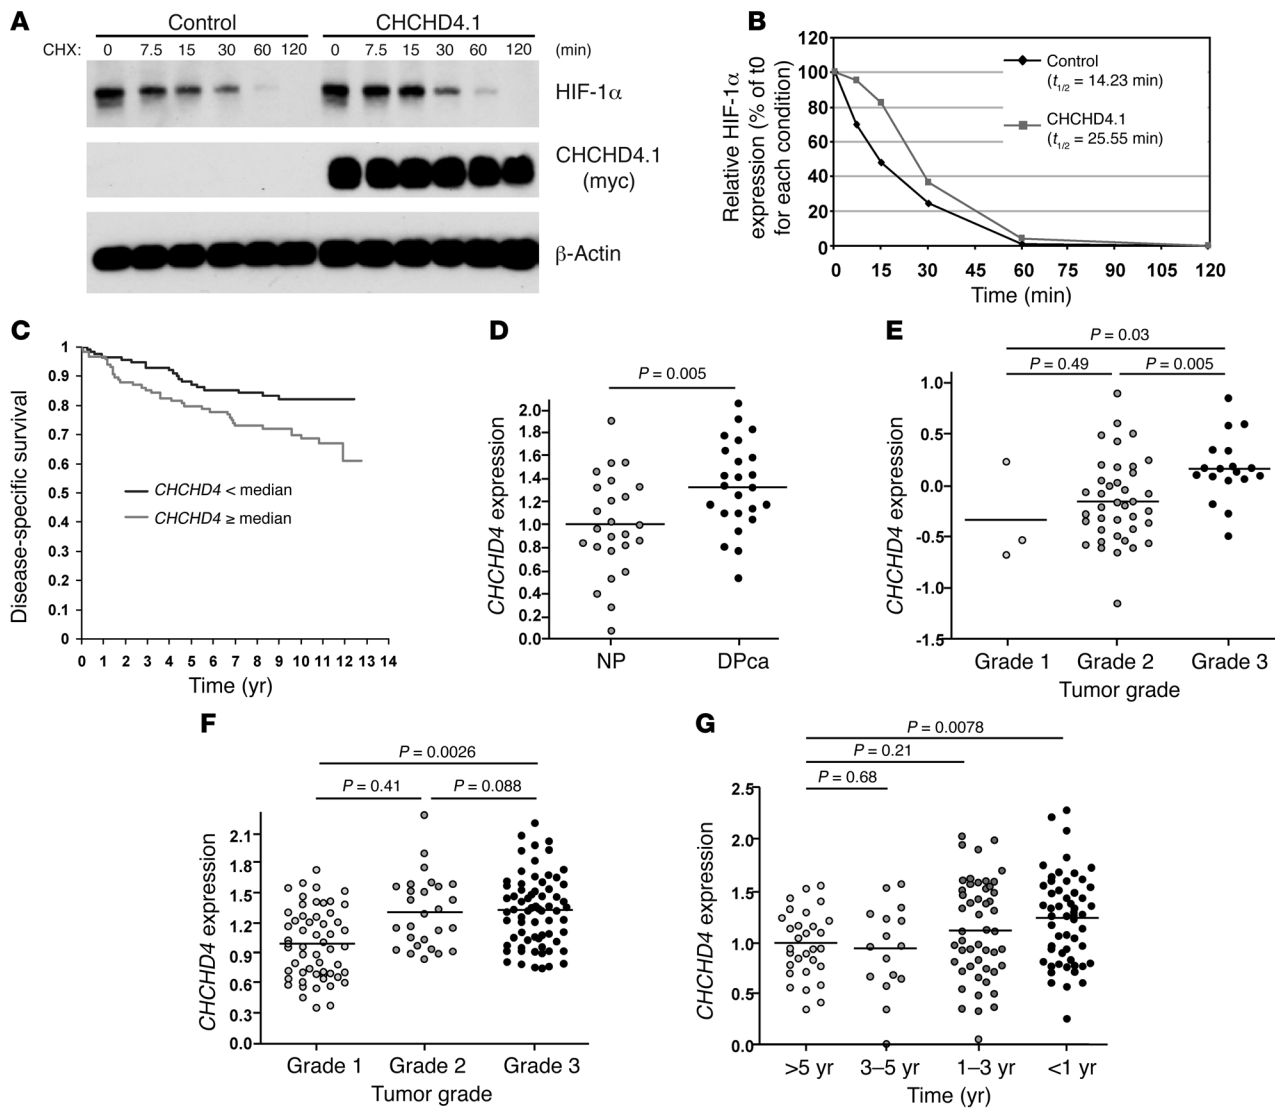 A
Control
CHCHD4.1
CHX: 0 7.5 15 30 60 120 0 7.5 15 30 60 120 (min)
HIF-1α
CHCHD4.1
(myc)
β-Actin
B
Relative HIF-1α
expression (% of t0
for each condition)
120
100
80
60
40
20
0
Control
(t1/2 = 14.23 min)
CHCHD4.1
(t1/2 = 25.55 min)
0 15 30 45 60 75 90 105 120
Time (min)
C
Disease-specific survival
1
0.9
0.8
0.7
0.6
0.5
0.4
0.3
0.2
0.1
0
CHCHD4 < median
CHCHD4 ≥ median
0 1 2 3 4 5 6 7 8 9 10 11 12 13 14
Time (yr)
D
P = 0.005
CHCHD4 expression
2.0
1.8
1.6
1.4
1.2
1.0
0.8
0.6
0.4
0.2
0.0
NP DPca
E
P = 0.03
P = 0.49 P = 0.005
CHCHD4 expression
1.0
0.5
0.0
-0.5
-1.0
-1.5
Grade 1 Grade 2 Grade 3
Tumor grade
F
P = 0.0026
P = 0.41 P = 0.088
CHCHD4 expression
2.1
1.8
1.5
1.2
0.9
0.6
0.3
0.0
Grade 1 Grade 2 Grade 3
Tumor grade
G
P = 0.0078
P = 0.21
P = 0.68
CHCHD4 expression
2.5
2.0
1.5
1.0
0.5
0.0
>5 yr 3–5 yr 1–3 yr <1 yr
Time (yr)